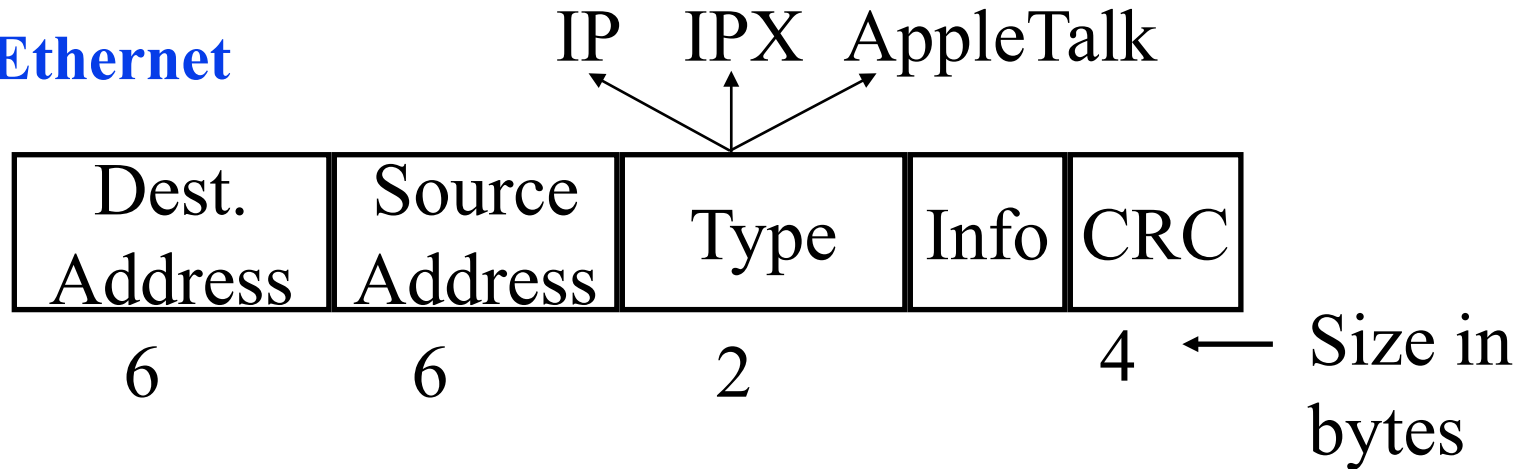 Ethernet
IP IPX AppleTalk
Dest. Address
Source Address
Type
Info
CRC
6 6 2 4
Size in
bytes